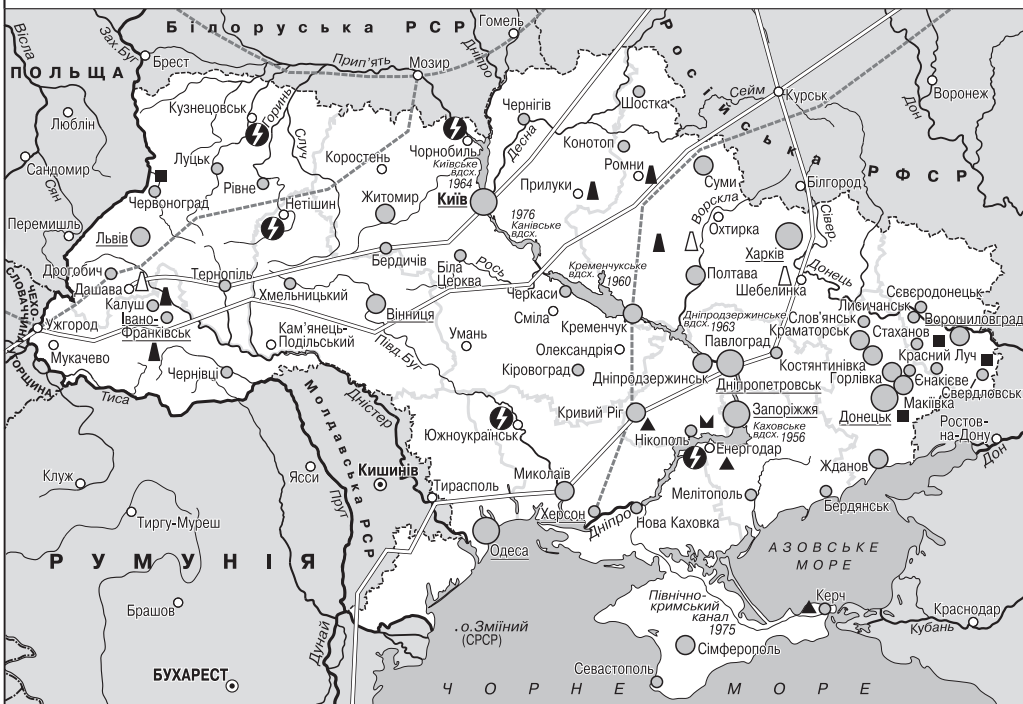 Білоруська РСР
Гомель
Російська РФСР
Вісла
Зах. Буг
Брест
Прип'ять
Мозир
Дніпро
ПОЛЬЩА
Люблін
Сандомир
Сян
Перемишль
Кузнецовськ
Горинь
Случ
Коростень
Чорнобиль
Київське
вдсх.
1964
Чернігів
Десна
Шостка
Сейм
Курськ
Дон
Воронеж
Конотоп
Ромни
Прилуки
Суми
Білгород
Сівер.
Донець
Луцьк
Рівне
Нетішин
Житомир
Київ
Червоноград
Львів
1976
Канівське
вдсх.
Ворскла
Охтирка
Харків
Шебелинка
Полтава
Дрогобич
Дашава
Калуш
Івано-
Франківськ
Тернопіль
Хмельницький
Бердичів
Біла
Церква
Рось
Вінниця
Черкаси
Сміла
Кременчукське
вдсх. 1960
Кременчук
Дніпродзержинське
вдсх. 1963
Павлоград
ЧЕХО-
СЛОВАЧЧИНА
Ужгород
Мукачево
УГОРЩИНА
Тиса
Чернівці
Кам'янець-
Подільський
Півд. Буг
Умань
Олександрія
Кіровоград
Дніпродзержинськ
Дніпропетровськ
Сєвєродонецьк
Лисичанськ
Ворошиловград
Слов'янськ
Стаханов
Краматорськ
Красний Луч
Костянтинівка
Горлівка
Єнакієве
Свердловськ
Макіївка
Донецьк
Ростов-
на-Дону
Дон
Жданов
Кривий Ріг
Запоріжжя
Каховське
вдсх. 1956
Нікополь
Енергодар
Южноукраїнськ
Миколаїв
Мелітополь
Бердянськ
Херсон
Дніпро
Нова Каховка
Молдавська РСР
Дністер
Кишинів
Тирасполь
Прут
Ясси
Клуж
Тиргу-Муреш
РУМУНІЯ
Брашов
БУХАРЕСТ
Дунай
Одеса
о. Зміїний
(СРСР)
АЗОВСЬКЕ
МОРЕ
Північно-
кримський
канал
1975
Керч
Краснодар
Кубань
Сімферополь
Севастополь
ЧОРНЕ МОРЕ